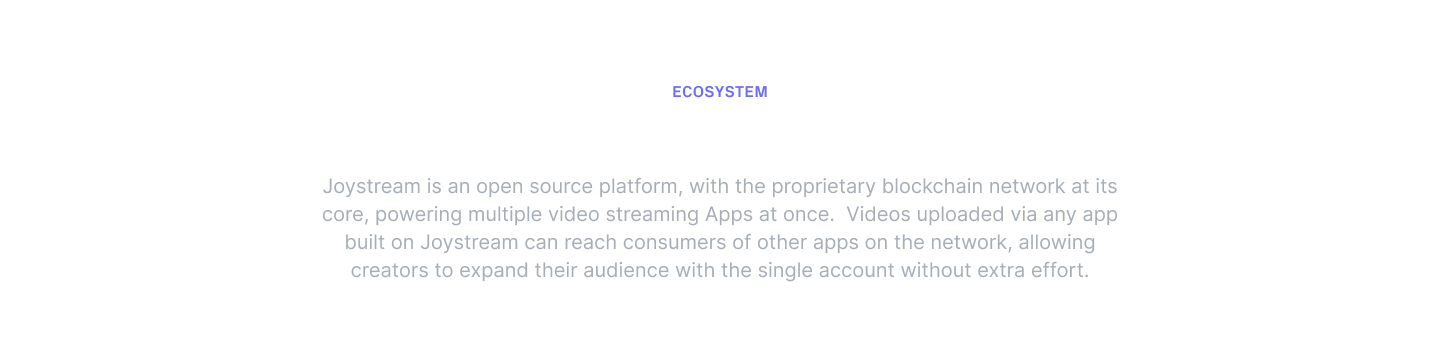 ECOSYSTEM
Joystream is an open source platform, with the proprietary blockchain network at its
core, powering multiple video streaming Apps at once.  Videos uploaded via any app
built on Joystream can reach consumers of other apps on the network, allowing
creators to expand their audience with the single account without extra effort.